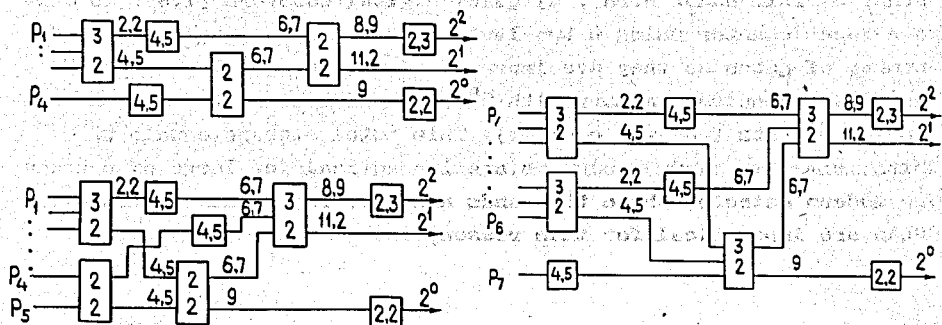 P₁ 2,2 4,5 6,7 8,9 2,3 2²
3 2 4,5 6,7 2 2 11,2 2¹
2 2
P₄ 4,5 9 2,2 2⁰
P₁ 2,2 4,5 6,7 8,9 2,3 2²
3 2 4,5 6,7 3 2 11,2 2¹
P₄ 2 2 4,5 6,7
P₅ 4,5 2 2 9 2,2 2⁰
P₁ 2,2 4,5 6,7 8,9 2,3 2²
3 2 4,5 3 2 11,2 2¹
3 2 2,2 4,5 6,7 6,7
P₆ 4,5
P₇ 4,5 3 2 9 2,2 2⁰